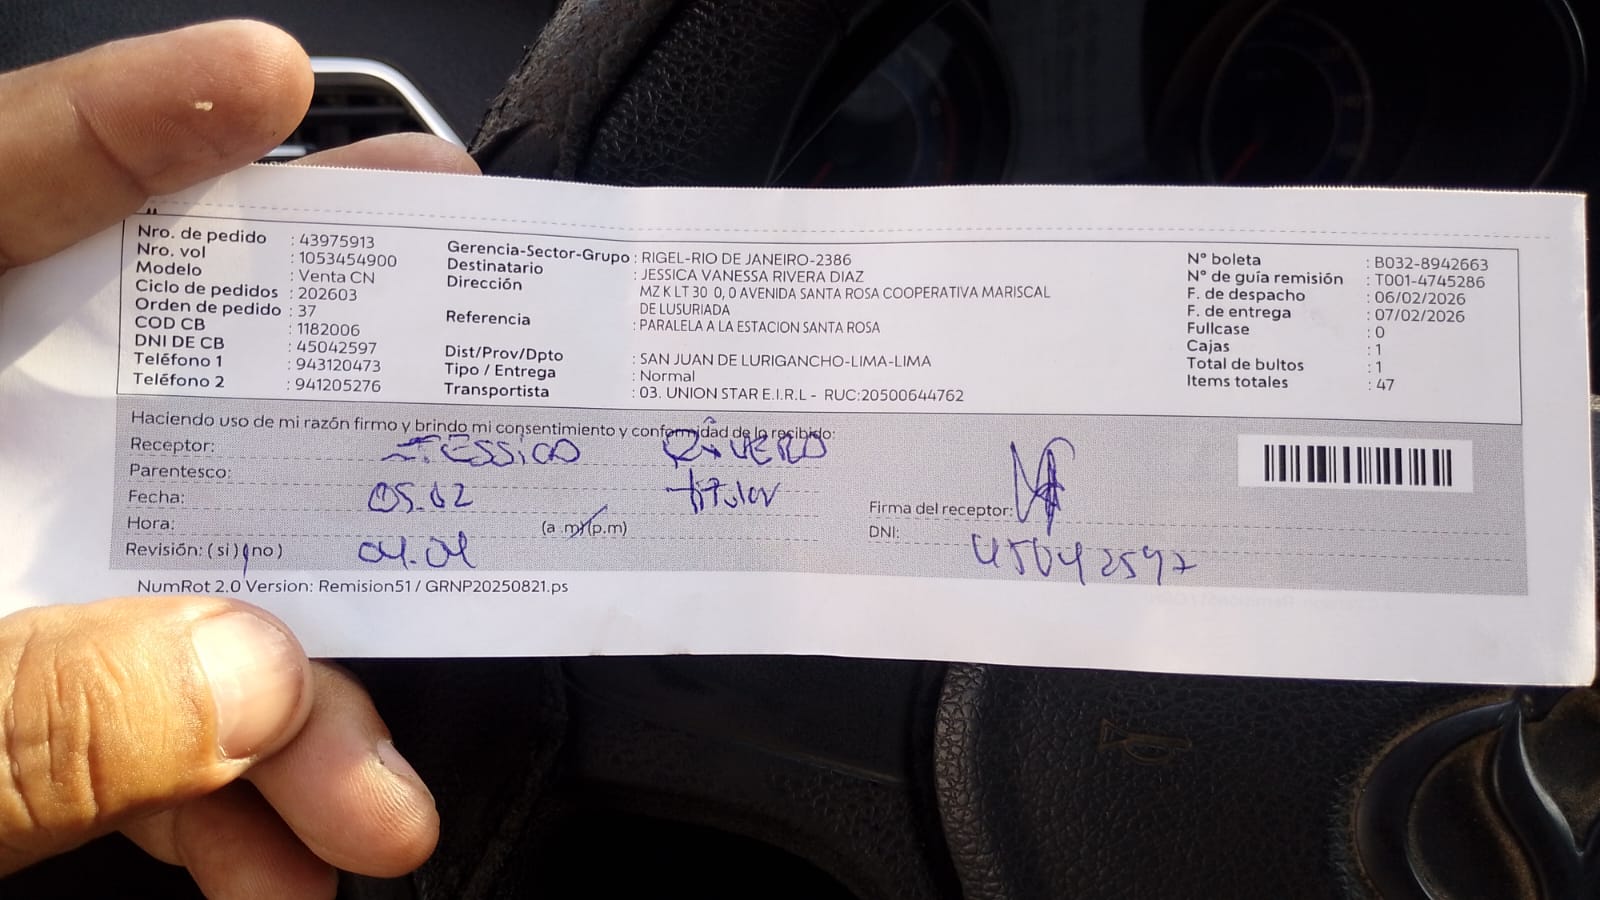 Nro. de pedido : 43975913
Nro. vol : 1053454900
Modelo : Venta CN
Ciclo de pedidos : 202603
Orden de pedido : 37
COD CB : 1182006
DNI DE CB : 45042597
Teléfono 1 : 943120473
Teléfono 2 : 941205276
Gerencia-Sector-Grupo : RIGEL-RIO DE JANEIRO-2386
Destinatario : JESSICA VANESSA RIVERA DIAZ
Dirección MZ K LT 30 0, 0 AVENIDA SANTA ROSA COOPERATIVA MARISCAL
DE LUSURIADA
Referencia : PARALELA A LA ESTACION SANTA ROSA
Dist/Prov/Dpto : SAN JUAN DE LURIGANCHO-LIMA-LIMA
Tipo / Entrega : Normal
Transportista : 03. UNION STAR E.I.R.L - RUC:20500644762
N° boleta : B032-8942663
N° de guía remisión : T001-4745286
F. de despacho : 06/02/2026
F. de entrega : 07/02/2026
Fullcase : 0
Cajas : 1
Total de bultos : 1
Items totales : 47
Haciendo uso de mi razón firmo y brindo mi consentimiento y conformidad de lo recibido:
Receptor: JESSICA RIVERA
Parentesco: titular
Fecha: 05.02
Hora: (a.m)(p.m)
Revisión: ( si ) ( no ) 04.04
Firma del receptor:
DNI: 45042597
NumRot 2.0 Version: Remision51 / GRNP20250821.ps